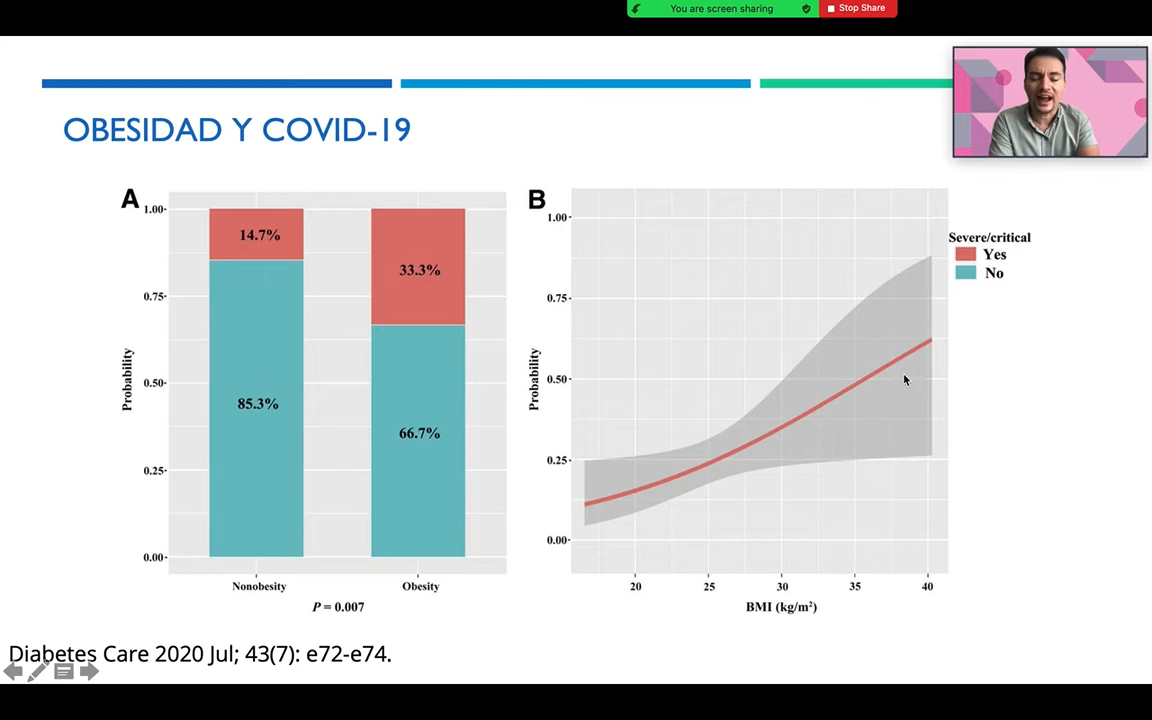 You are screen sharing
Stop Share
OBESIDAD Y COVID-19
A
1.00
0.75
0.50
0.25
0.00
Probability
14.7%
33.3%
85.3%
66.7%
Nonobesity
Obesity
P = 0.007
B
1.00
0.75
0.50
0.25
0.00
Probability
20
25
30
35
40
BMI (kg/m²)
Severe/critical
Yes
No
Diabetes Care 2020 Jul; 43(7): e72-e74.